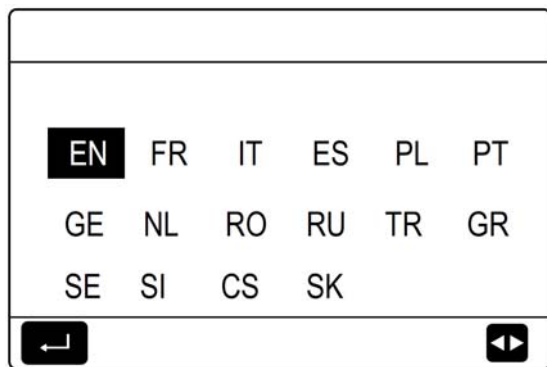 EN FR IT ES PL PT
GE NL RO RU TR GR
SE SI CS SK